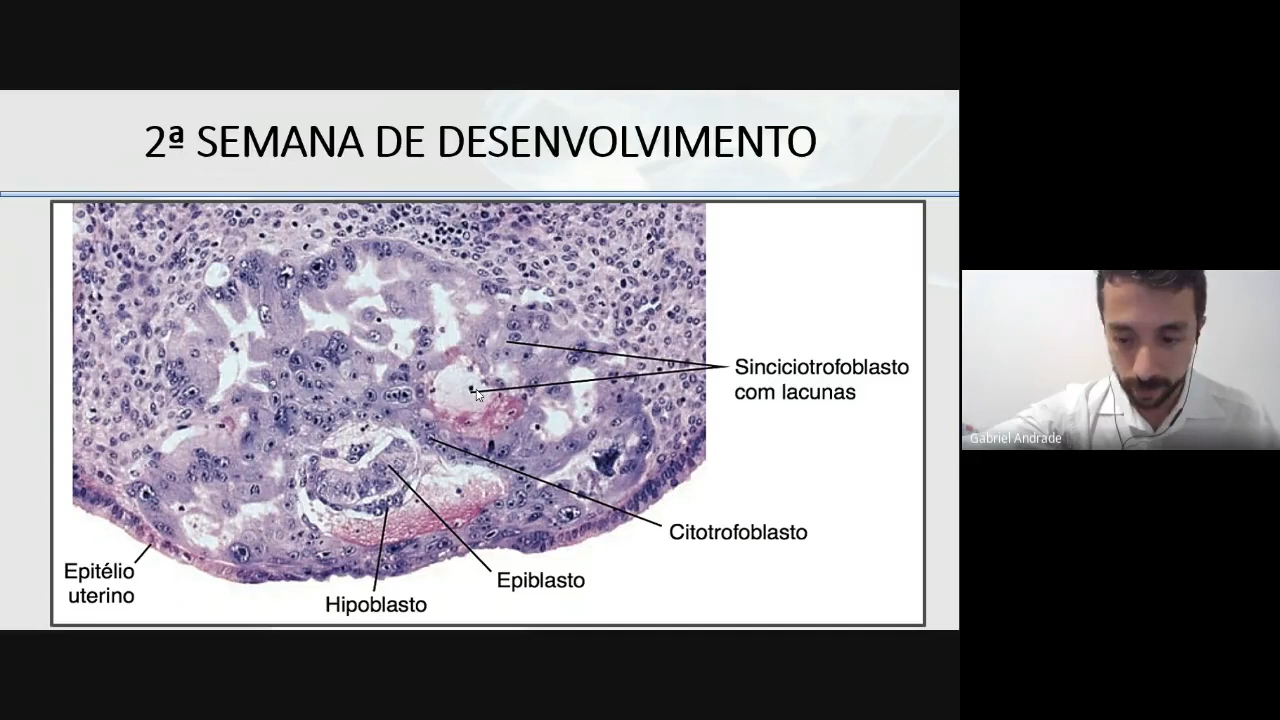 2ª SEMANA DE DESENVOLVIMENTO
Sinciciotrofoblasto
com lacunas
Citotrofoblasto
Epiblasto
Hipoblasto
Epitélio
uterino
Gabriel Andrade